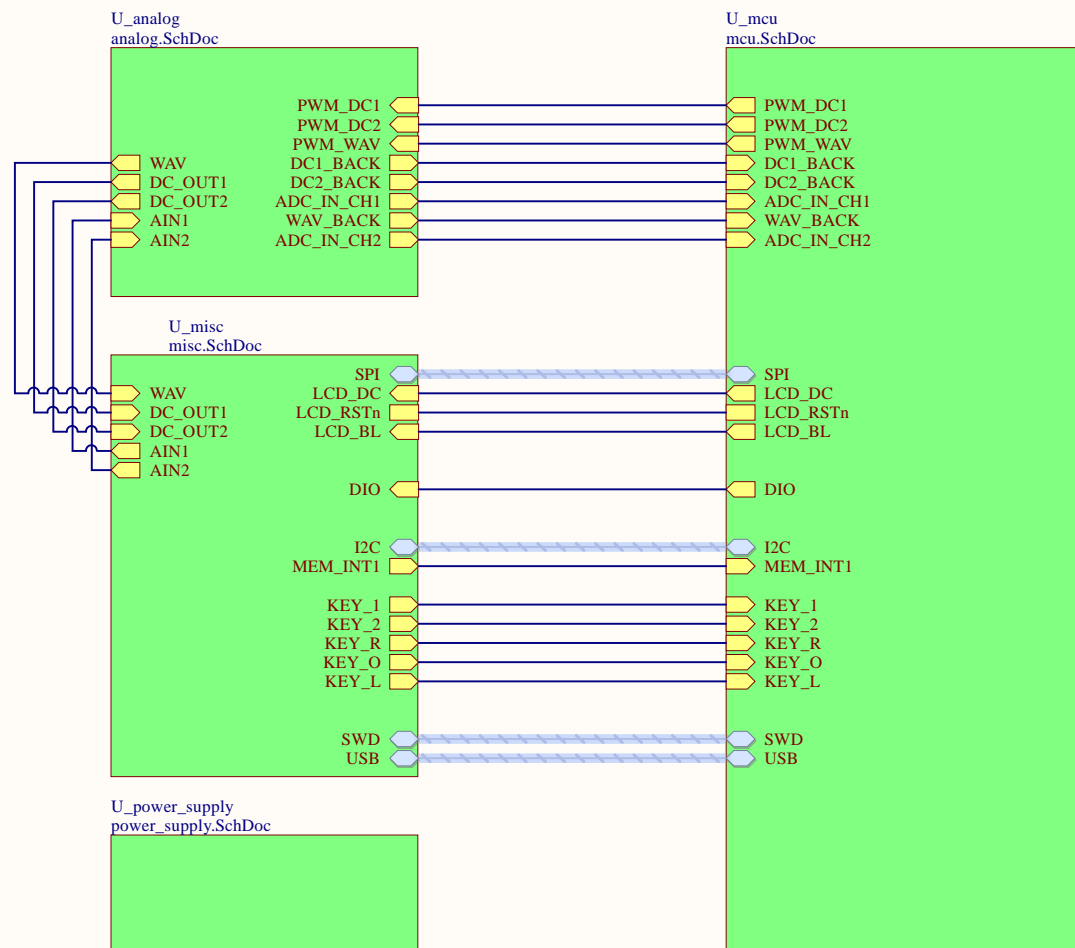 U_analog
analog.SchDoc
PWM_DC1
PWM_DC2
PWM_WAV
WAV
DC1_BACK
DC_OUT1
DC2_BACK
DC_OUT2
ADC_IN_CH1
AIN1
WAV_BACK
AIN2
ADC_IN_CH2
U_mcu
mcu.SchDoc
PWM_DC1
PWM_DC2
PWM_WAV
DC1_BACK
DC2_BACK
ADC_IN_CH1
WAV_BACK
ADC_IN_CH2
U_misc
misc.SchDoc
SPI
WAV
LCD_DC
DC_OUT1
LCD_RSTn
DC_OUT2
LCD_BL
AIN1
AIN2
DIO
I2C
MEM_INT1
KEY_1
KEY_2
KEY_R
KEY_O
KEY_L
SWD
USB
SPI
LCD_DC
LCD_RSTn
LCD_BL
DIO
I2C
MEM_INT1
KEY_1
KEY_2
KEY_R
KEY_O
KEY_L
SWD
USB
U_power_supply
power_supply.SchDoc